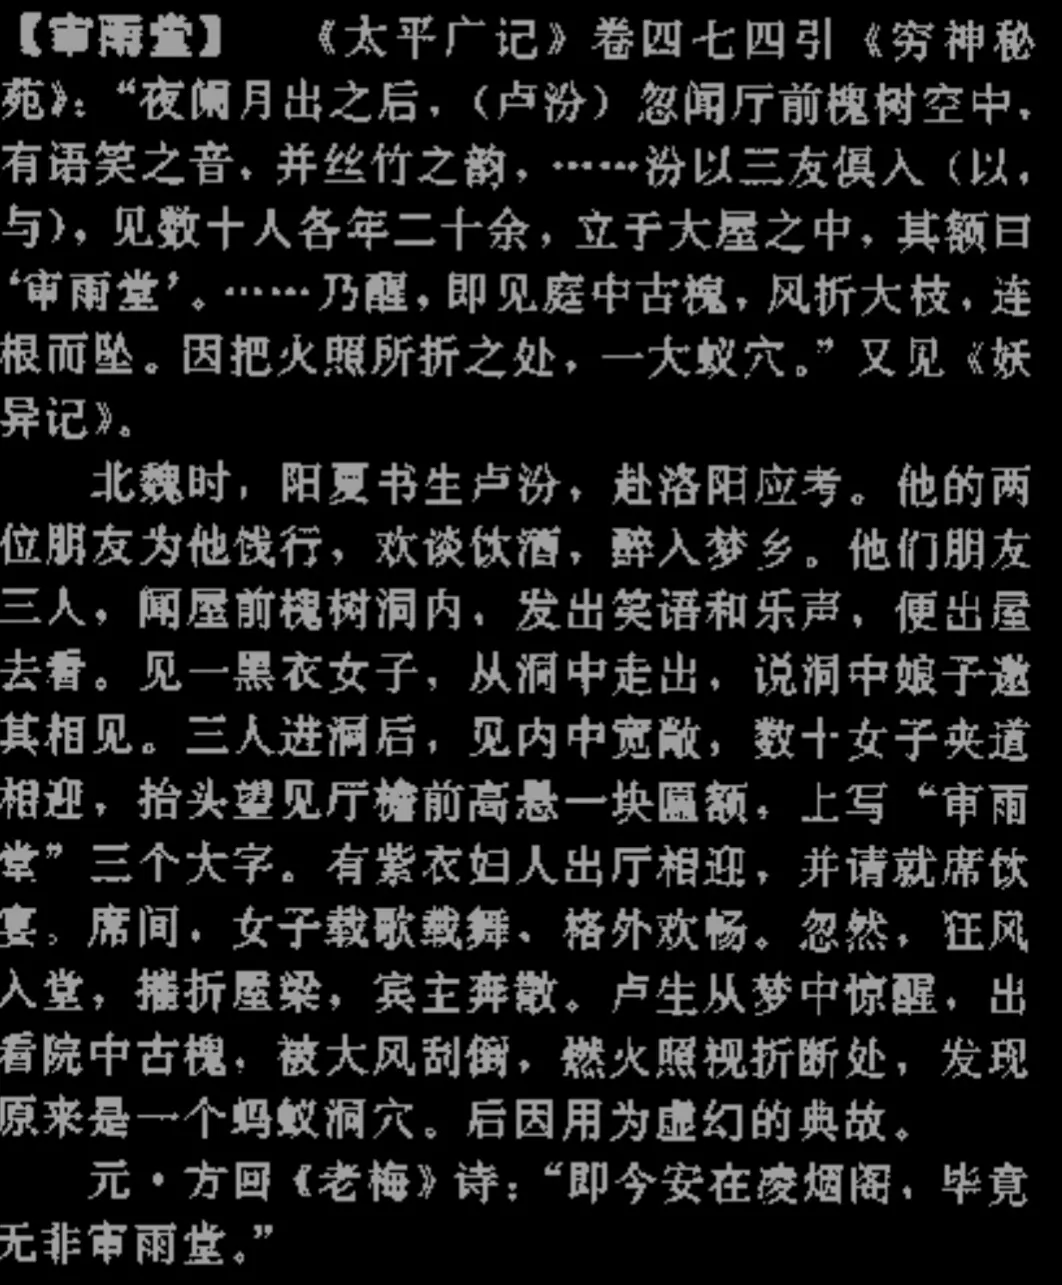 【审雨堂】　《太平广记》卷四七四引《穷神秘
苑》：“夜阑月出之后，（卢汾）忽闻厅前槐树空中，
有语笑之音，并丝竹之韵，……汾以三友俱入（以，
与），见数十人各年二十余，立于大屋之中，其额曰
‘审雨堂’。……乃醒，即见庭中古槐，风折大枝，连
根而坠。因把火照所折之处，一大蚁穴。”又见《妖
异记》。
北魏时，阳夏书生卢汾，赴洛阳应考。他的两
位朋友为他饯行，欢谈饮酒，醉入梦乡。他们朋友
三人，闻屋前槐树洞内，发出笑语和乐声，便出屋
去看。见一黑衣女子，从洞中走出，说洞中娘子邀
其相见。三人进洞后，见内中宽敞，数十女子夹道
相迎，抬头望见厅檐前高悬一块匾额，上写“审雨
堂”三个大字。有紫衣妇人出厅相迎，并请就席饮
宴。席间，女子载歌载舞、格外欢畅。忽然，狂风
入堂，摧折屋梁，宾主奔散。卢生从梦中惊醒，出
看院中古槐，被大风刮倒，燃火照视折断处，发现
原来是一个蚂蚁洞穴。后因用为虚幻的典故。
元·方回《老梅》诗：“即今安在凌烟阁，毕竟
无非审雨堂。”